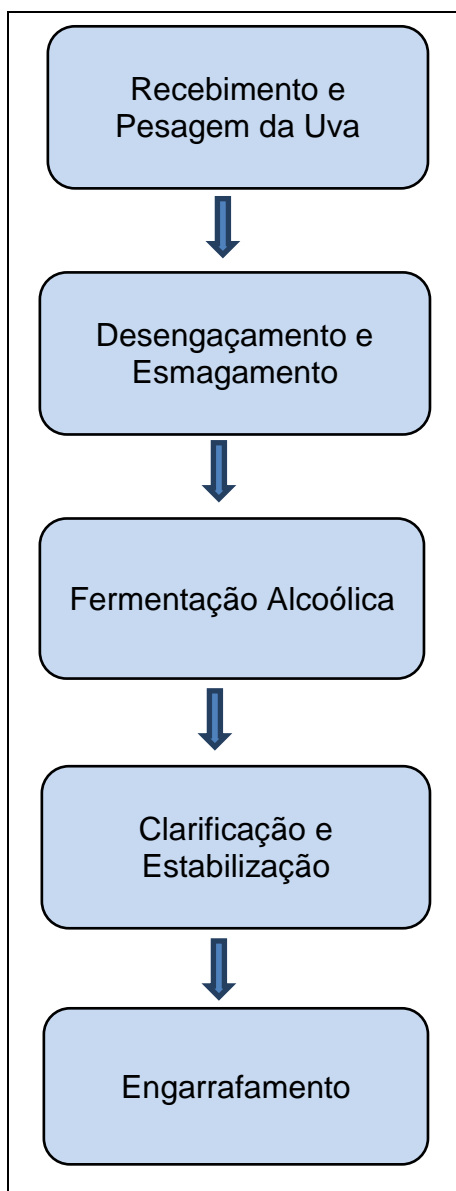 Recebimento e
Pesagem da Uva
Desengaçamento e
Esmagamento
Fermentação Alcoólica
Clarificação e
Estabilização
Engarrafamento